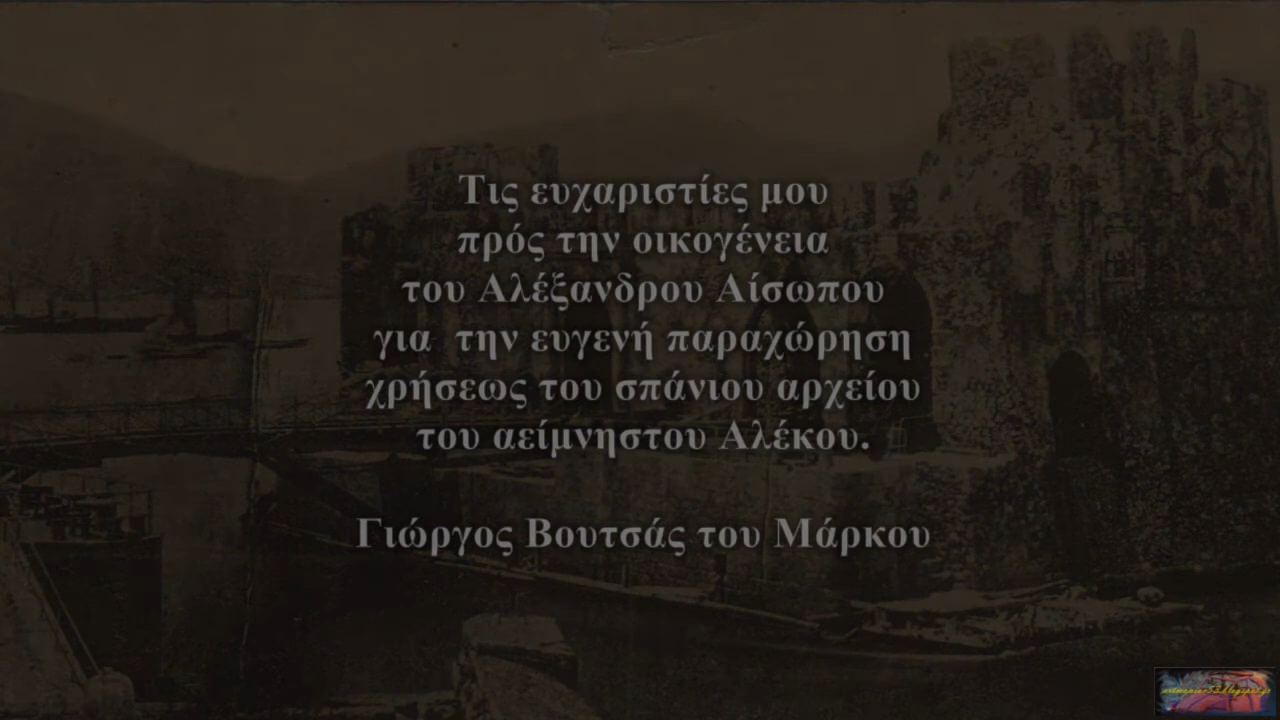 Τις ευχαριστίες μου
πρός την οικογένεια
του Αλέξανδρου Αίσωπου
για την ευγενή παραχώρηση
χρήσεως του σπάνιου αρχείου
του αείμνηστου Αλέκου.
Γιώργος Βουτσάς του Μάρκου